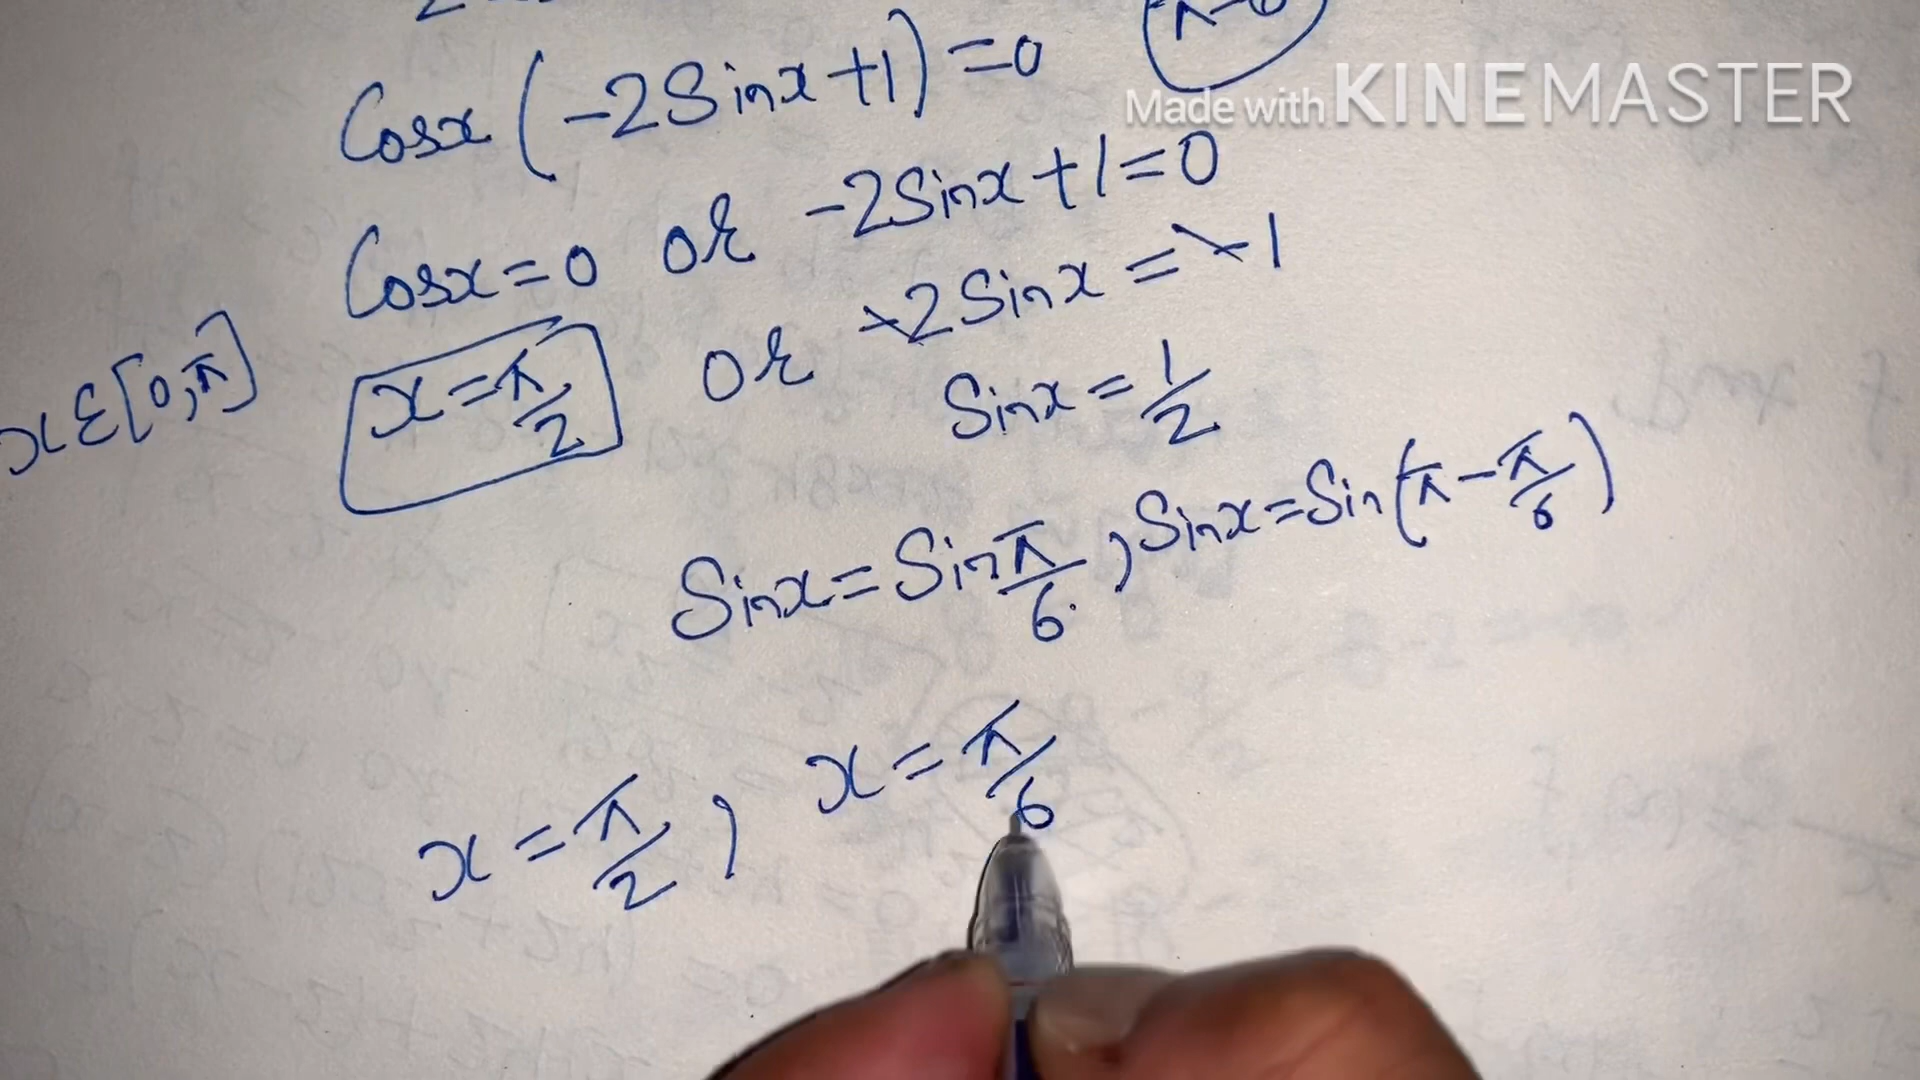 Cosx(-2Sinx+1)=0
Made with KINEMASTER
Cosx=0 or -2Sinx+1=0
x∈[0,π] x=π/2 or -2Sinx=-1
Sinx=1/2
Sinx=Sinπ/6, Sinx=Sin(π-π/6)
x=π/2, x=π/6